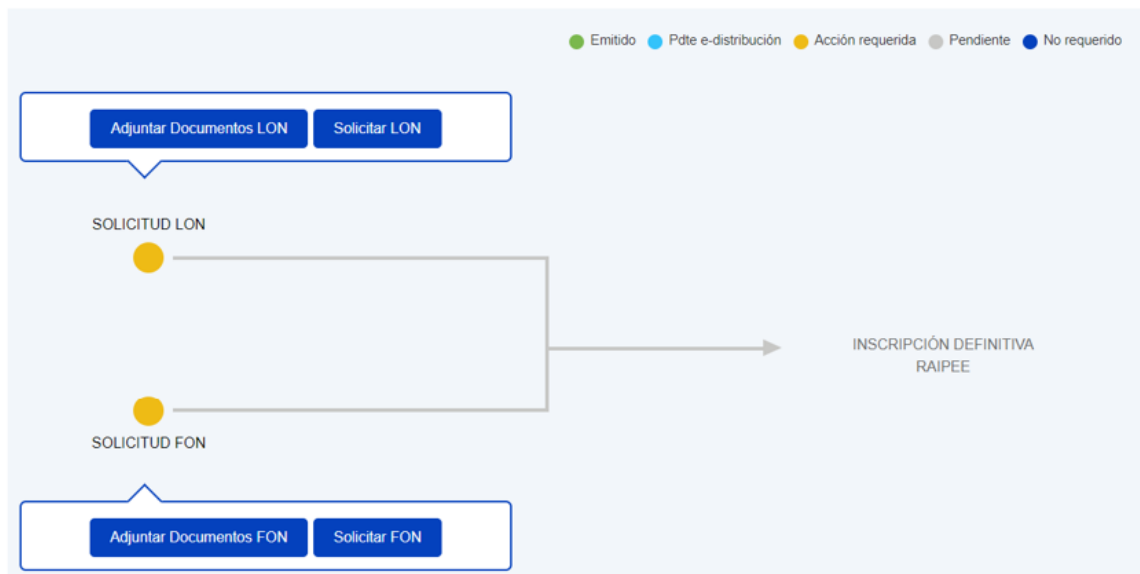 Emitido Pdte e-distribución Acción requerida Pendiente No requerido
Adjuntar Documentos LON Solicitar LON
SOLICITUD LON
INSCRIPCIÓN DEFINITIVA
RAIPEE
SOLICITUD FON
Adjuntar Documentos FON Solicitar FON